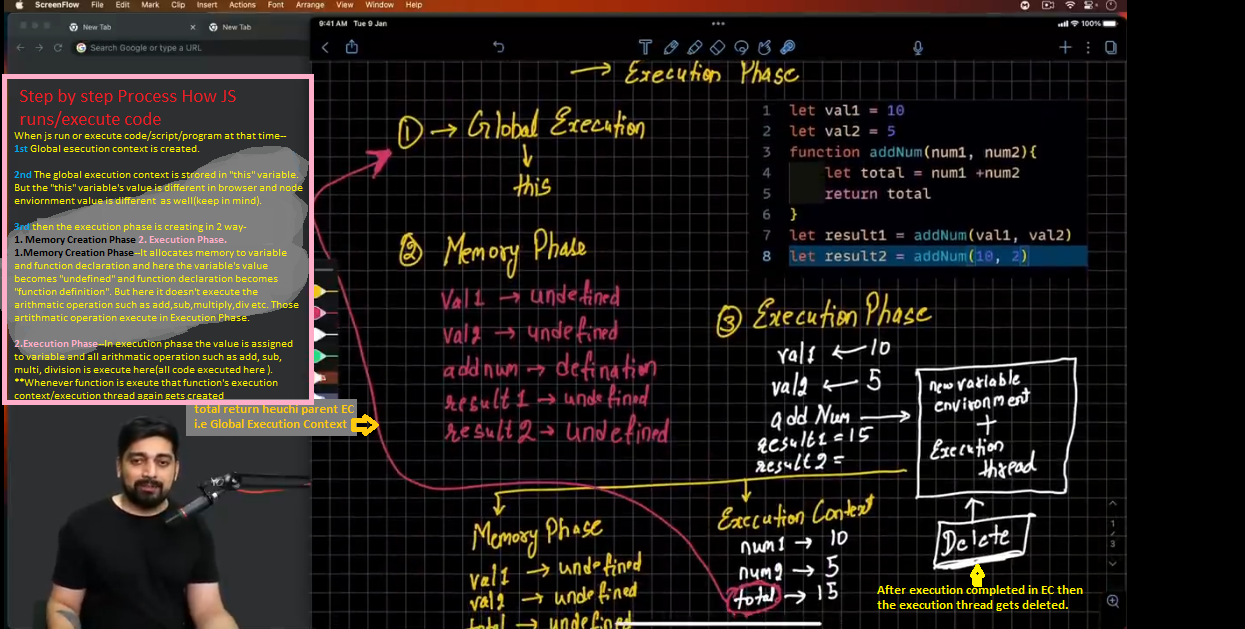 ScreenFlow File Edit Mark Clip Insert Actions Font Arrange View Window Help
New Tab
New Tab
Search Google or type a URL
9:41 AM Tue 9 Jan
100%
Step by step Process How JS
runs/execute code
When js run or execute code/script/program at that time--
1st Global esecution context is created.
2nd The global execution context is strored in "this" variable.
But the "this" variable's value is different in browser and node
enviornment value is different as well(keep in mind).
3rd then the execution phase is creating in 2 way-
1. Memory Creation Phase 2. Execution Phase.
1.Memory Creation Phase--It allocates memory to variable
and function declaration and here the variable's value
becomes "undefined" and function declaration becomes
"function definition". But here it doesn't execute the
arithmatic operation such as add,sub,multiply,div etc. Those
artithmatic operation execute in Execution Phase.
2.Execution Phase--In execution phase the value is assigned
to variable and all arithmatic operation such as add, sub,
multi, division is execute here(all code executed here ).
**Whenever function is exeute that function's execution
context/execution thread again gets created
total return heuchi parent EC
i.e Global Execution Context
→ Execution Phase
① → Global Execution
↓
this
② Memory Phase
Val1 → undefined
val2 → undefined
addnum → defination
result1 → undefined
result2 → undefined
1 let val1 = 10
2 let val2 = 5
3 function addNum(num1, num2){
4 let total = num1 +num2
5 return total
6 }
7 let result1 = addNum(val1, val2)
8 let result2 = addNum(10, 2)
③ Execution Phase
val1 ← 10
val2 ← 5
add Num →
result1 = 15
result2 =
new variable
environment
+
Execution
thread
Delete
Memory Phase
val1 → undefined
val2 → undefined
total → undefined
Execution Context
num1 → 10
num2 → 5
total → 15
1
/
3
After execution completed in EC then
the execution thread gets deleted.